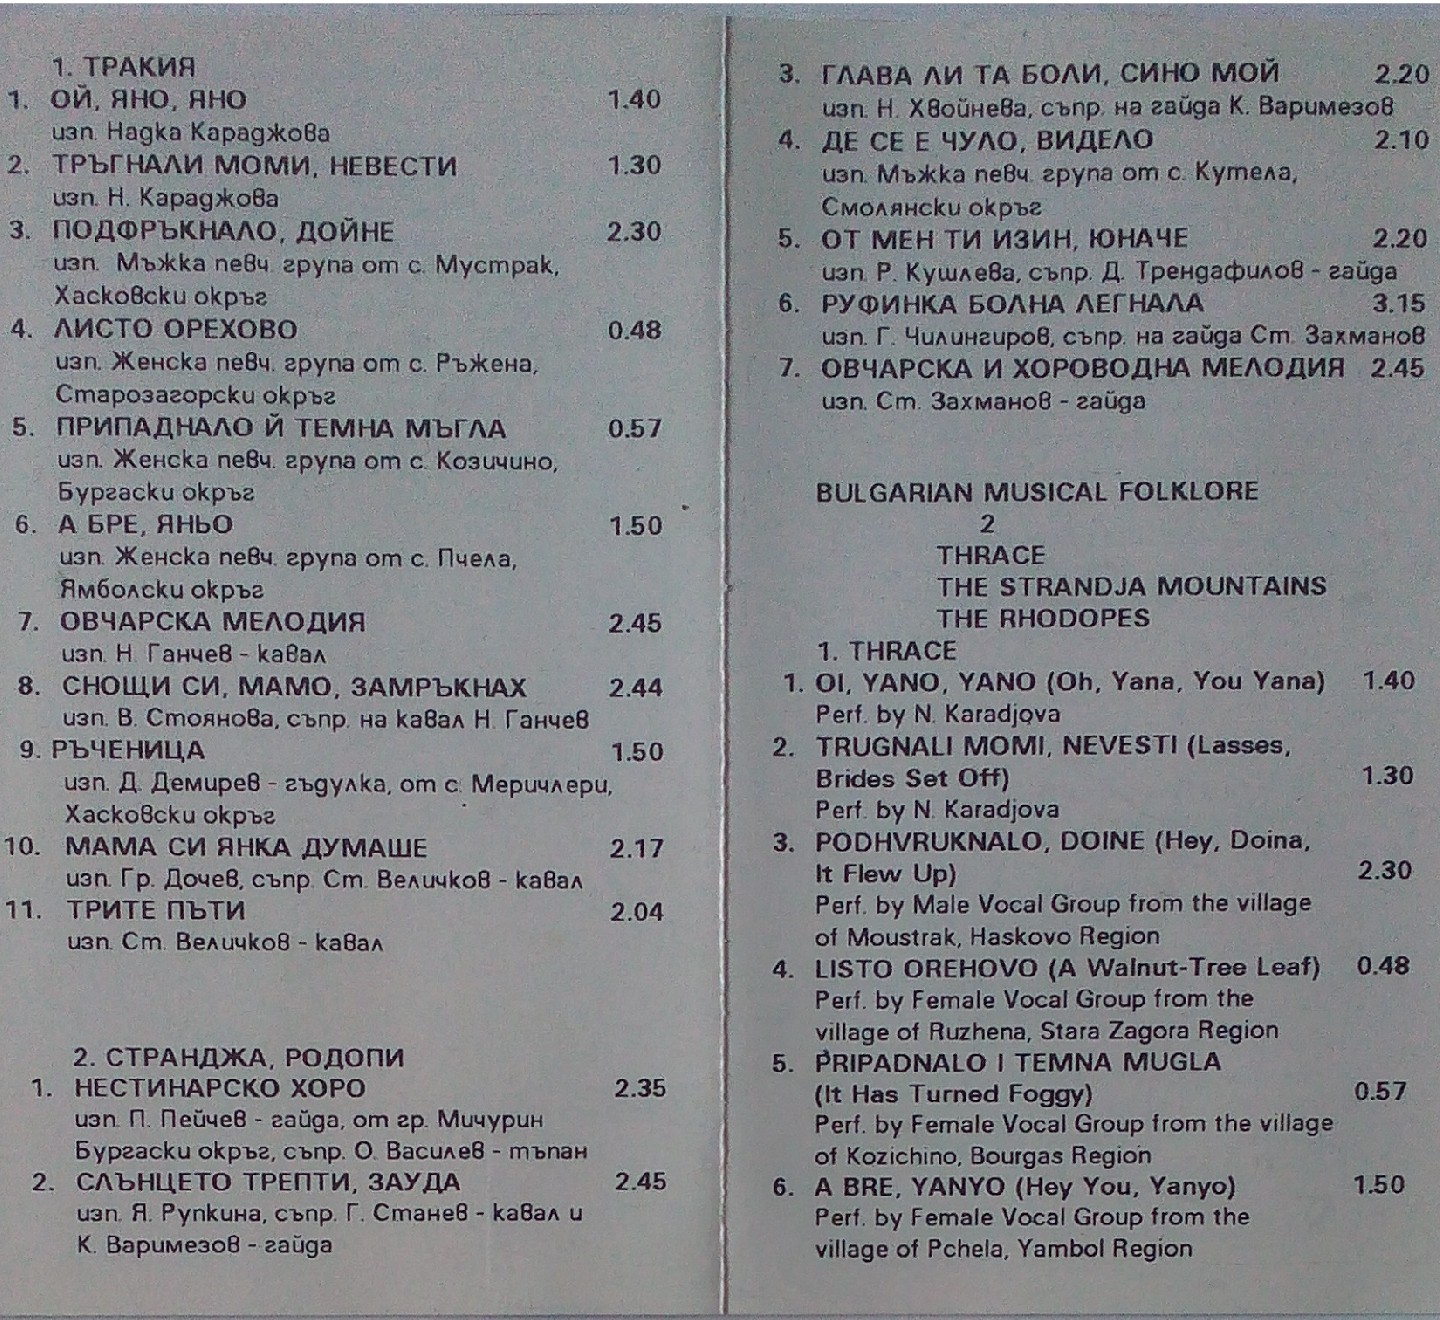 1. ТРАКИЯ
1. ОЙ, ЯНО, ЯНО 1.40
изп. Надка Караджова
2. ТРЪГНАЛИ МОМИ, НЕВЕСТИ 1.30
изп. Н. Караджова
3. ПОДФРЪКНАЛО, ДОЙНЕ 2.30
изп. Мъжка певч. група от с. Мустрак,
Хасковски окръг
4. ЛИСТО ОРЕХОВО 0.48
изп. Женска певч. група от с. Ръжена,
Старозагорски окръг
5. ПРИПАДНАЛО Й ТЕМНА МЪГЛА 0.57
изп. Женска певч. група от с. Козичино,
Бургаски окръг
6. А БРЕ, ЯНЬО 1.50
изп. Женска певч. група от с. Пчела,
Ямболски окръг
7. ОВЧАРСКА МЕЛОДИЯ 2.45
изп. Н. Ганчев - кавал
8. СНОЩИ СИ, МАМО, ЗАМРЪКНАХ 2.44
изп. В. Стоянова, съпр. на кавал Н. Ганчев
9. РЪЧЕНИЦА 1.50
изп. Д. Демирев - гъдулка, от с. Меричлери,
Хасковски окръг
10. МАМА СИ ЯНКА ДУМАШЕ 2.17
изп. Гр. Дочев, съпр. Ст. Величков - кавал
11. ТРИТЕ ПЪТИ 2.04
изп. Ст. Величков - кавал
2. СТРАНДЖА, РОДОПИ
1. НЕСТИНАРСКО ХОРО 2.35
изп. П. Пейчев - гайда, от гр. Мичурин
Бургаски окръг, съпр. О. Василев - тъпан
2. СЛЪНЦЕТО ТРЕПТИ, ЗАУДА 2.45
изп. Я. Рупкина, съпр. Г. Станев - кавал и
К. Варимезов - гайда
3. ГЛАВА ЛИ ТА БОЛИ, СИНО МОЙ 2.20
изп. Н. Хвойнева, съпр. на гайда К. Варимезов
4. ДЕ СЕ Е ЧУЛО, ВИДЕЛО 2.10
изп. Мъжка певч. група от с. Кутела,
Смолянски окръг
5. ОТ МЕН ТИ ИЗИН, ЮНАЧЕ 2.20
изп. Р. Кушлева, съпр. Д. Трендафилов - гайда
6. РУФИНКА БОЛНА ЛЕГНАЛА 3.15
изп. Г. Чилингиров, съпр. на гайда Ст. Захманов
7. ОВЧАРСКА И ХОРОВОДНА МЕЛОДИЯ 2.45
изп. Ст. Захманов - гайда
BULGARIAN MUSICAL FOLKLORE
2
THRACE
THE STRANDJA MOUNTAINS
THE RHODOPES
1. THRACE
1. OI, YANO, YANO (Oh, Yana, You Yana) 1.40
Perf. by N. Karadjova
2. TRUGNALI MOMI, NEVESTI (Lasses,
Brides Set Off) 1.30
Perf. by N. Karadjova
3. PODHVRUKNALO, DOINE (Hey, Doina,
It Flew Up) 2.30
Perf. by Male Vocal Group from the village
of Moustrak, Haskovo Region
4. LISTO OREHOVO (A Walnut-Tree Leaf) 0.48
Perf. by Female Vocal Group from the
village of Ruzhena, Stara Zagora Region
5. PRIPADNALO I TEMNA MUGLA
(It Has Turned Foggy) 0.57
Perf. by Female Vocal Group from the village
of Kozichino, Bourgas Region
6. A BRE, YANYO (Hey You, Yanyo) 1.50
Perf. by Female Vocal Group from the
village of Pchela, Yambol Region